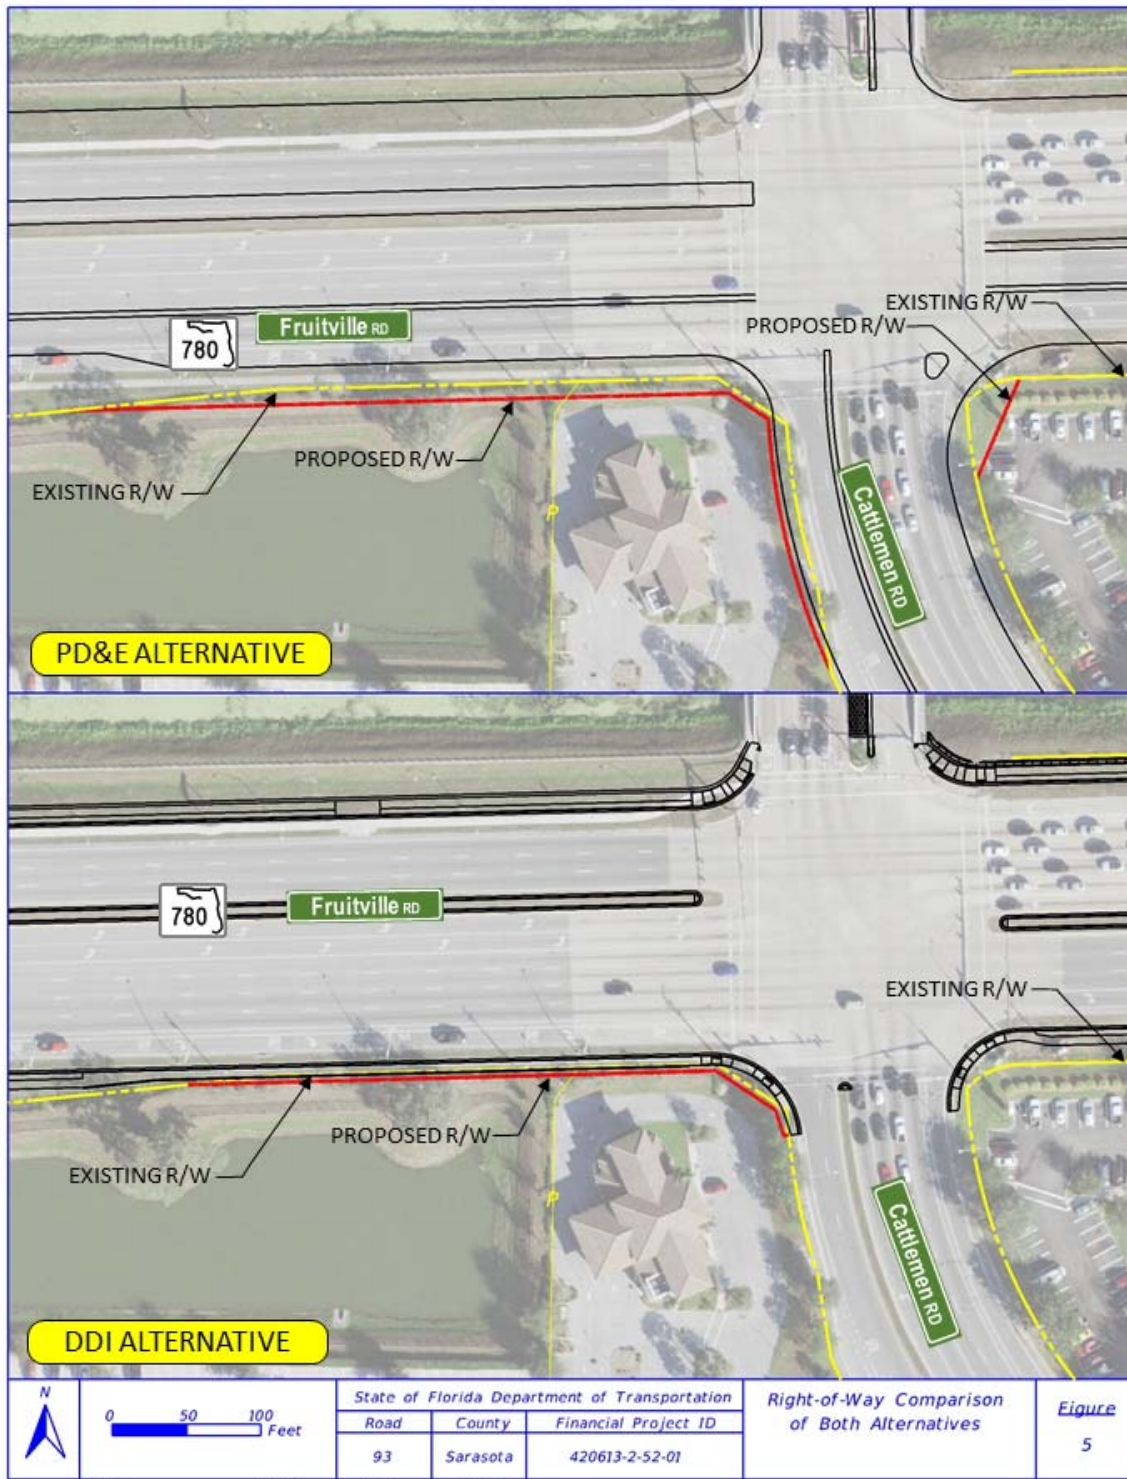 EXISTING R/W
PROPOSED R/W
780
Fruitville RD
PROPOSED R/W
EXISTING R/W
P
Cattlemen RD
PD&E ALTERNATIVE
780
Fruitville RD
EXISTING R/W
PROPOSED R/W
EXISTING R/W
P
Cattlemen RD
DDI ALTERNATIVE
N
0 50 100
Feet
State of Florida Department of Transportation
Road County Financial Project ID
93 Sarasota 420613-2-52-01
Right-of-Way Comparison
of Both Alternatives
Figure
5